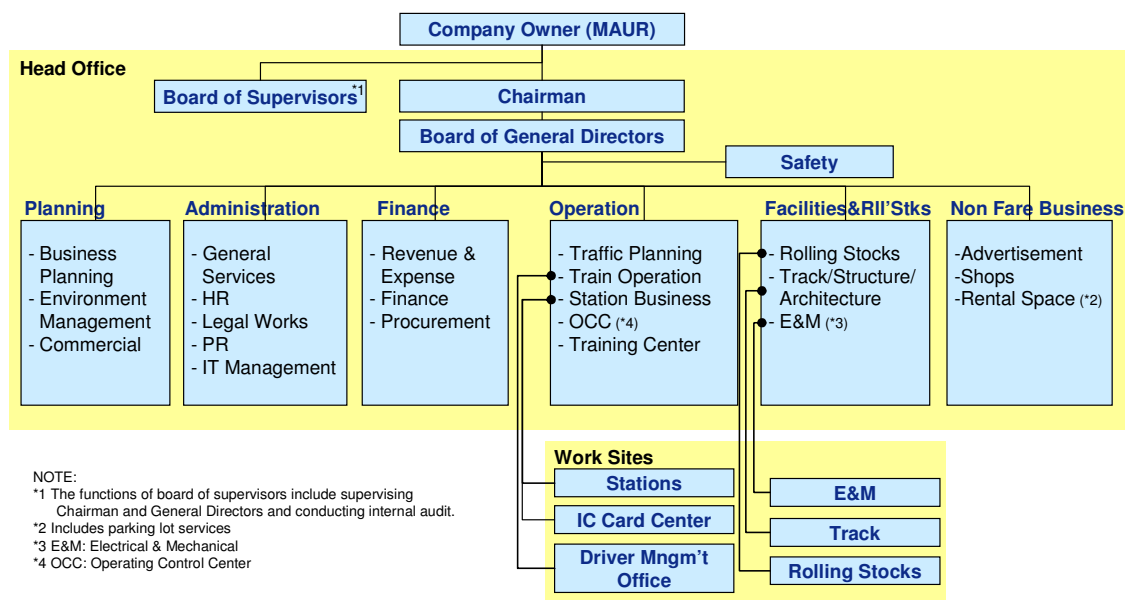 Company Owner (MAUR)
Head Office
Board of Supervisors*1
Chairman
Board of General Directors
Safety
Planning
- Business
Planning
- Environment
Management
- Commercial
Administration
- General
Services
- HR
- Legal Works
- PR
- IT Management
Finance
- Revenue &
Expense
- Finance
- Procurement
Operation
- Traffic Planning
- Train Operation
- Station Business
- OCC (*4)
- Training Center
Facilities&Rll'Stks
- Rolling Stocks
- Track/Structure/
Architecture
- E&M (*3)
Non Fare Business
-Advertisement
-Shops
-Rental Space (*2)
Work Sites
Stations
IC Card Center
Driver Mngm't
Office
E&M
Track
Rolling Stocks
NOTE:
*1 The functions of board of supervisors include supervising
Chairman and General Directors and conducting internal audit.
*2 Includes parking lot services
*3 E&M: Electrical & Mechanical
*4 OCC: Operating Control Center